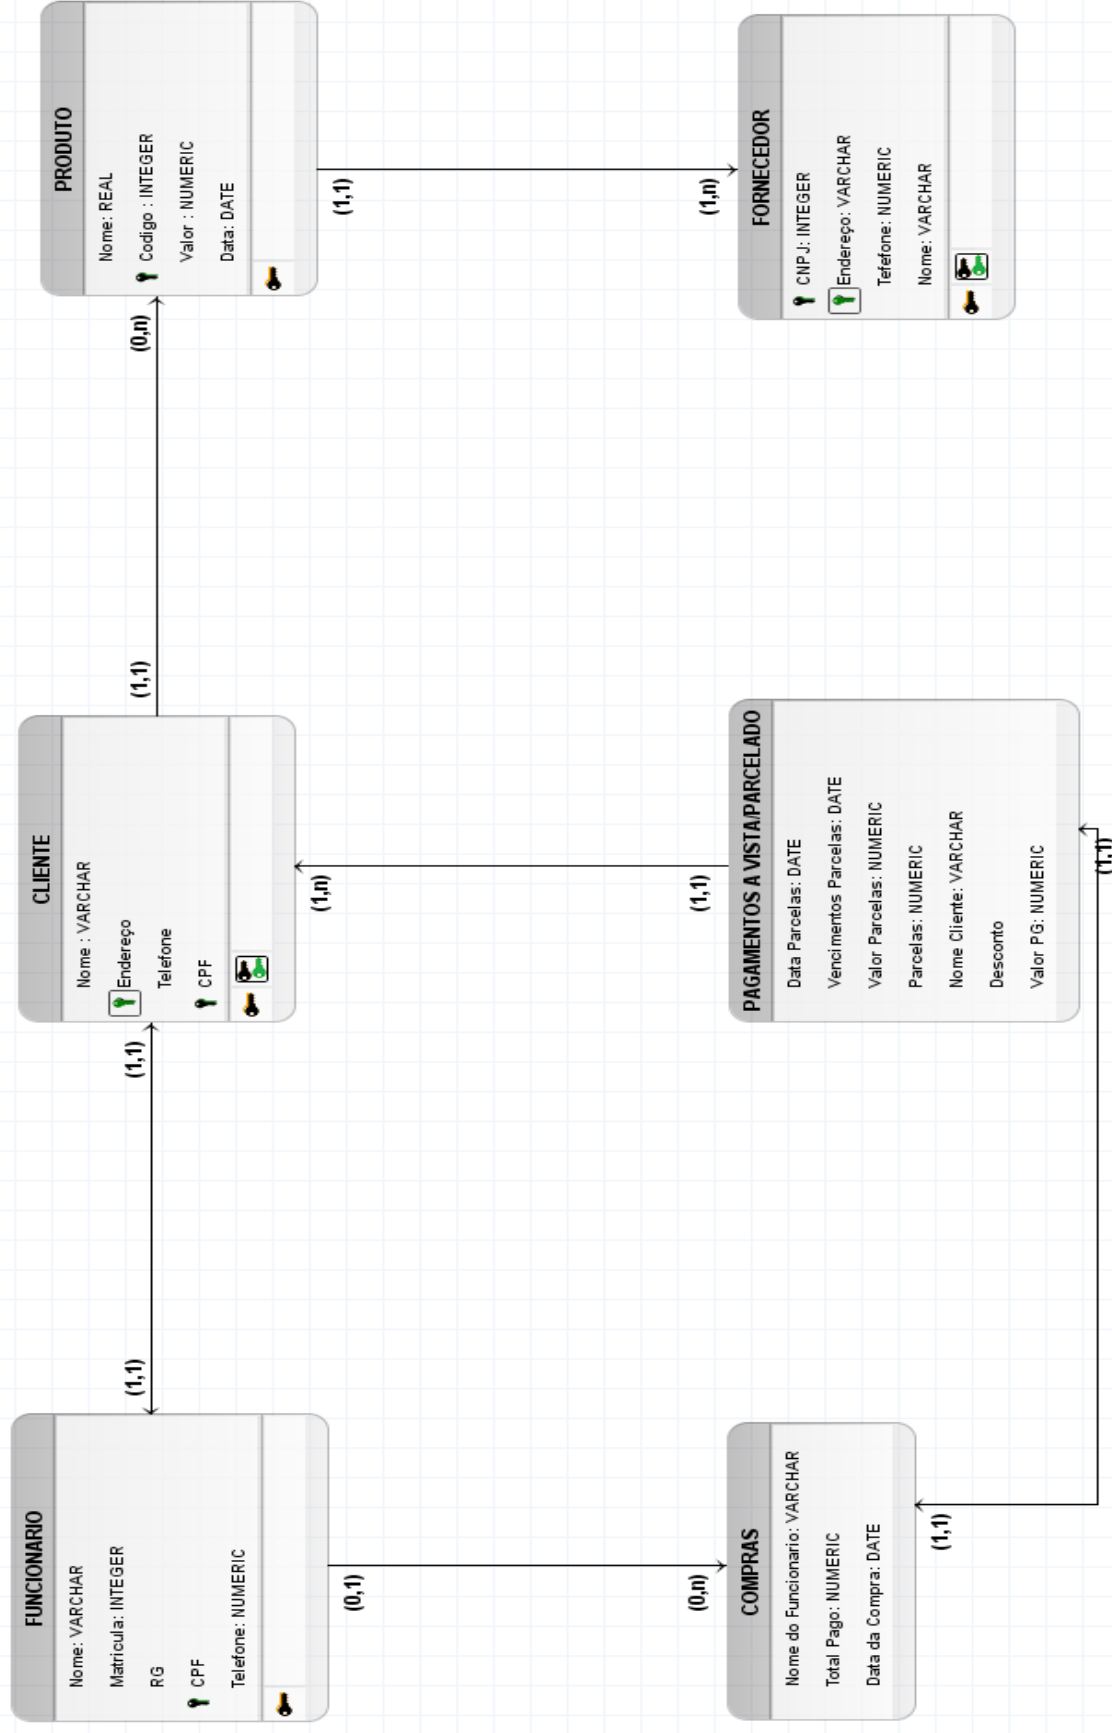 FUNCIONARIO
Nome: VARCHAR
Matricula: INTEGER
RG
CPF
Telefone: NUMERIC
(1,1)
(1,1)
CLIENTE
Nome : VARCHAR
Endereço
Telefone
CPF
(1,1)
(0,n)
PRODUTO
Nome: REAL
Codigo : INTEGER
Valor : NUMERIC
Data: DATE
(0,1)
(0,n)
(1,n)
(1,1)
(1,1)
(1,n)
COMPRAS
Nome do Funcionario: VARCHAR
Total Pago: NUMERIC
Data da Compra: DATE
(1,1)
PAGAMENTOS A VISTA/PARCELADO
Data Parcelas: DATE
Vencimentos Parcelas: DATE
Valor Parcelas: NUMERIC
Parcelas: NUMERIC
Nome Cliente: VARCHAR
Desconto
Valor PG: NUMERIC
(1,1)
FORNECEDOR
CNPJ: INTEGER
Endereço: VARCHAR
Tefefone: NUMERIC
Nome: VARCHAR